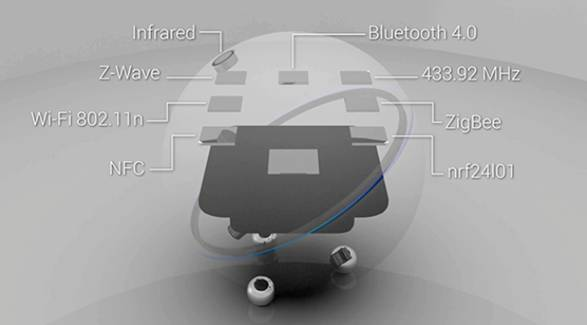 Infrared
Bluetooth 4.0
Z-Wave
433.92 MHz
Wi-Fi 802.11n
ZigBee
NFC
nrf24l01